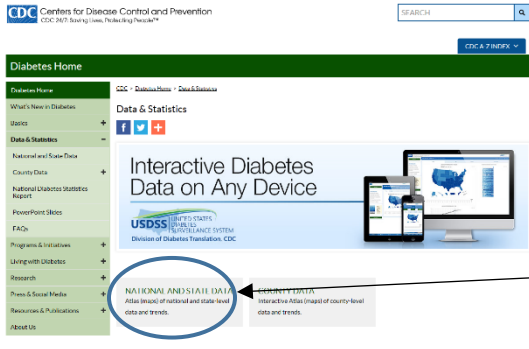 CDC Centers for Disease Control and Prevention
CDC 24/7: Saving Lives, Protecting People™
SEARCH
CDC A-Z INDEX
Diabetes Home
Diabetes Home
What's New in Diabetes
Basics +
Data & Statistics −
National and State Data
County Data +
National Diabetes Statistics
Report
PowerPoint Slides
FAQs
Programs & Initiatives +
Living with Diabetes +
Research +
Press & Social Media +
Resources & Publications +
About Us
CDC > Diabetes Home > Data & Statistics
Data & Statistics
Interactive Diabetes
Data on Any Device
USDSS UNITED STATES
DIABETES
SURVEILLANCE SYSTEM
Division of Diabetes Translation. CDC
NATIONAL AND STATE DATA
Atlas (maps) of national and state-level
data and trends.
COUNTY DATA
Interactive Atlas (maps) of county-level
data and trends.